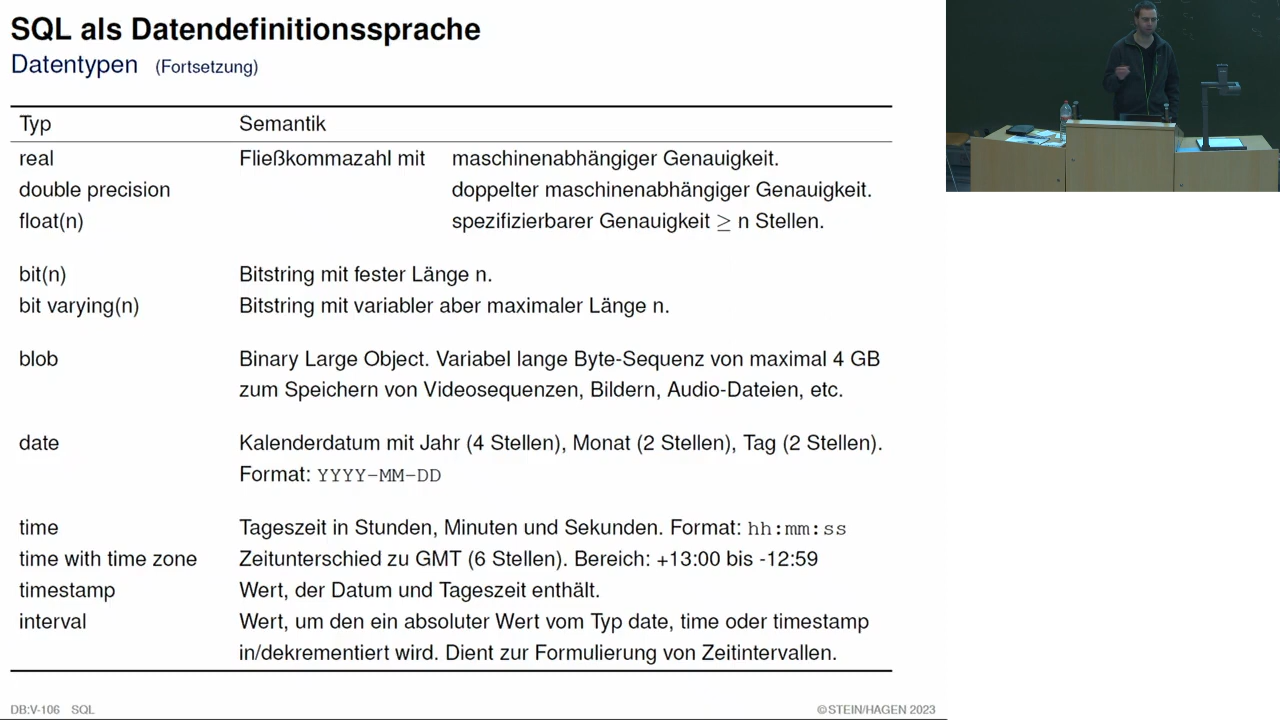 SQL als Datendefinitionssprache
Datentypen (Fortsetzung)
Typ Semantik
real Fließkommazahl mit maschinenabhängiger Genauigkeit.
double precision doppelter maschinenabhängiger Genauigkeit.
float(n) spezifizierbarer Genauigkeit ≥ n Stellen.
bit(n) Bitstring mit fester Länge n.
bit varying(n) Bitstring mit variabler aber maximaler Länge n.
blob Binary Large Object. Variabel lange Byte-Sequenz von maximal 4 GB
zum Speichern von Videosequenzen, Bildern, Audio-Dateien, etc.
date Kalenderdatum mit Jahr (4 Stellen), Monat (2 Stellen), Tag (2 Stellen).
Format: YYYY-MM-DD
time Tageszeit in Stunden, Minuten und Sekunden. Format: hh:mm:ss
time with time zone Zeitunterschied zu GMT (6 Stellen). Bereich: +13:00 bis -12:59
timestamp Wert, der Datum und Tageszeit enthält.
interval Wert, um den ein absoluter Wert vom Typ date, time oder timestamp
in/dekrementiert wird. Dient zur Formulierung von Zeitintervallen.
DB:V-106 SQL ©STEIN/HAGEN 2023